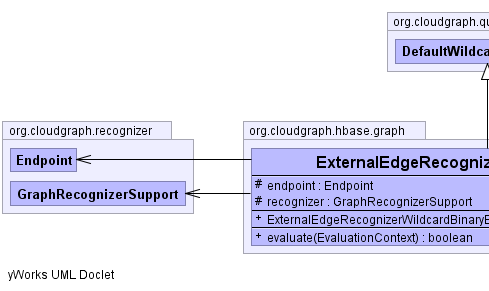 org.cloudgraph.qu
DefaultWildca
org.cloudgraph.recognizer
Endpoint
GraphRecognizerSupport
org.cloudgraph.hbase.graph
ExternalEdgeRecogniz
# endpoint : Endpoint
# recognizer : GraphRecognizerSupport
+ ExternalEdgeRecognizerWildcardBinaryE
+ evaluate(EvaluationContext) : boolean
yWorks UML Doclet